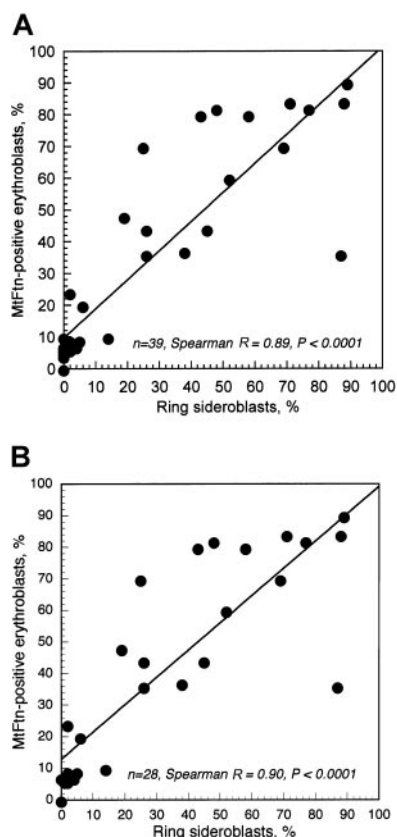 A
MtFtn-positive erythroblasts, %
100
90
80
70
60
50
40
30
20
10
0
n=39, Spearman R = 0.89, P < 0.0001
0 10 20 30 40 50 60 70 80 90 100
Ring sideroblasts, %
B
MtFtn-positive erythroblasts, %
100
90
80
70
60
50
40
30
20
10
0
n=28, Spearman R = 0.90, P < 0.0001
0 10 20 30 40 50 60 70 80 90 100
Ring sideroblasts, %